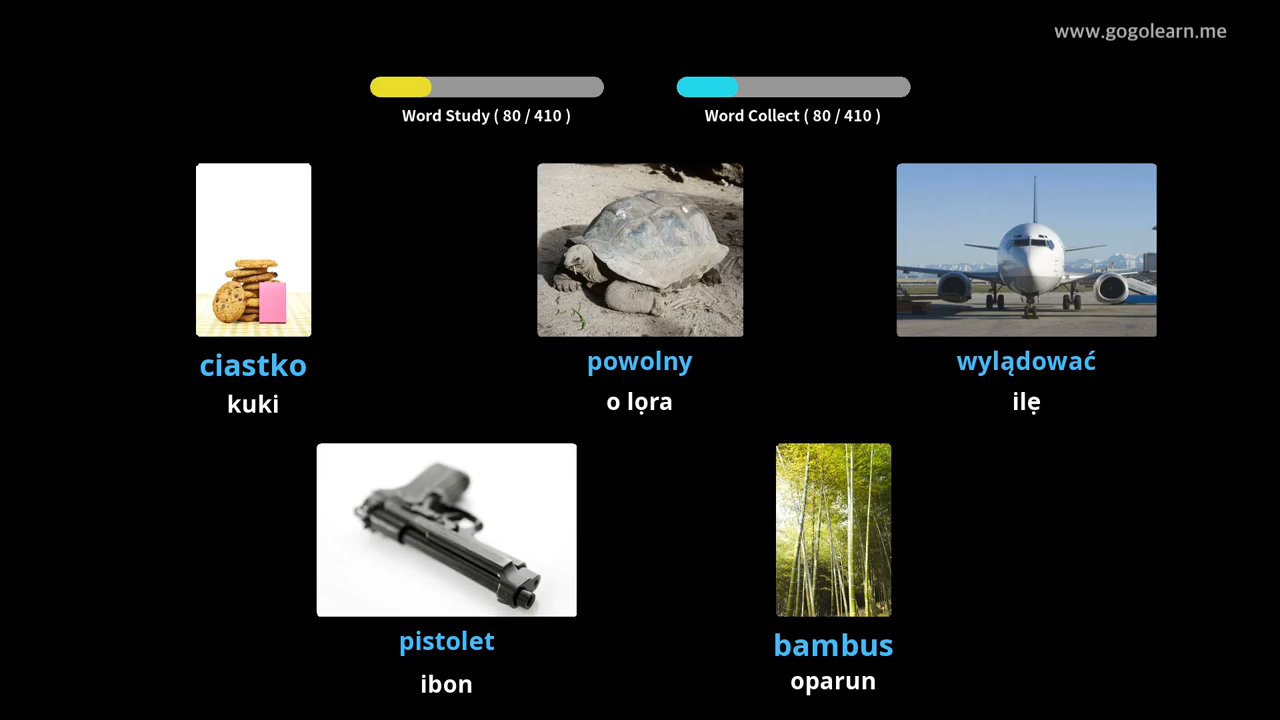 www.gogolearn.me
Word Study ( 80 / 410 )
Word Collect ( 80 / 410 )
ciastko
kuki
powolny
o lọra
wylądować
ilẹ
pistolet
ibon
bambus
oparun